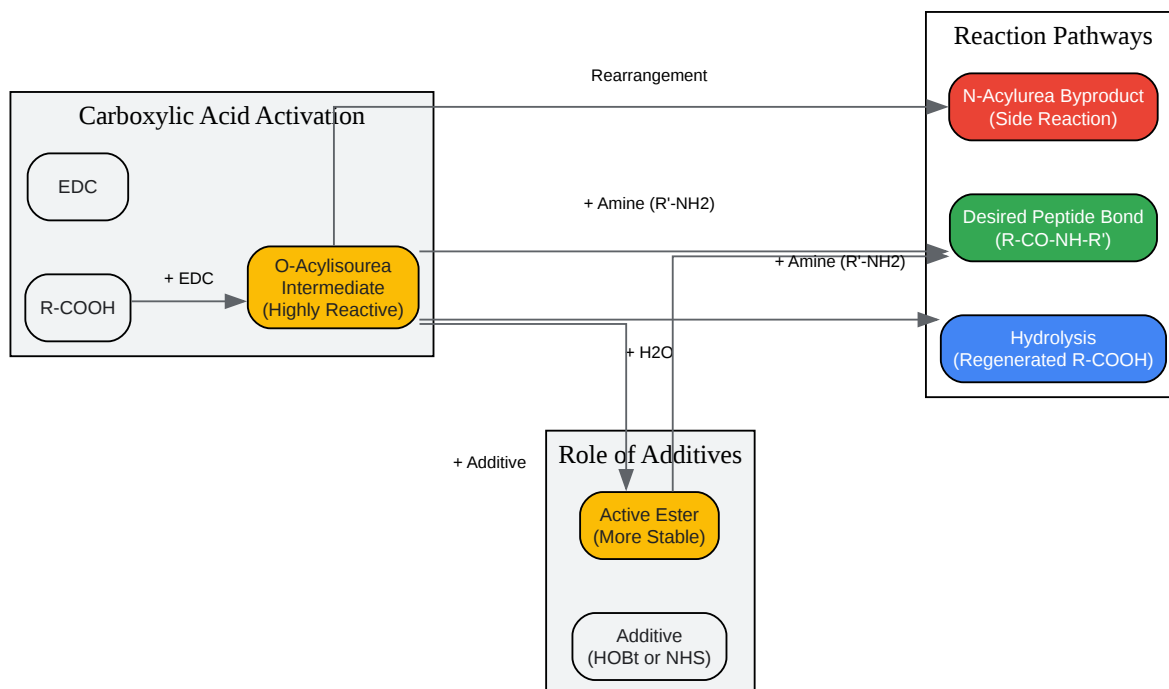 Carboxylic Acid Activation
EDC
R-COOH
+ EDC
O-Acylisourea
Intermediate
(Highly Reactive)
Rearrangement
+ Amine (R'-NH2)
+ Amine (R'-NH2)
+ H2O
+ Additive
Reaction Pathways
N-Acylurea Byproduct
(Side Reaction)
Desired Peptide Bond
(R-CO-NH-R')
Hydrolysis
(Regenerated R-COOH)
Role of Additives
Active Ester
(More Stable)
Additive
(HOBt or NHS)